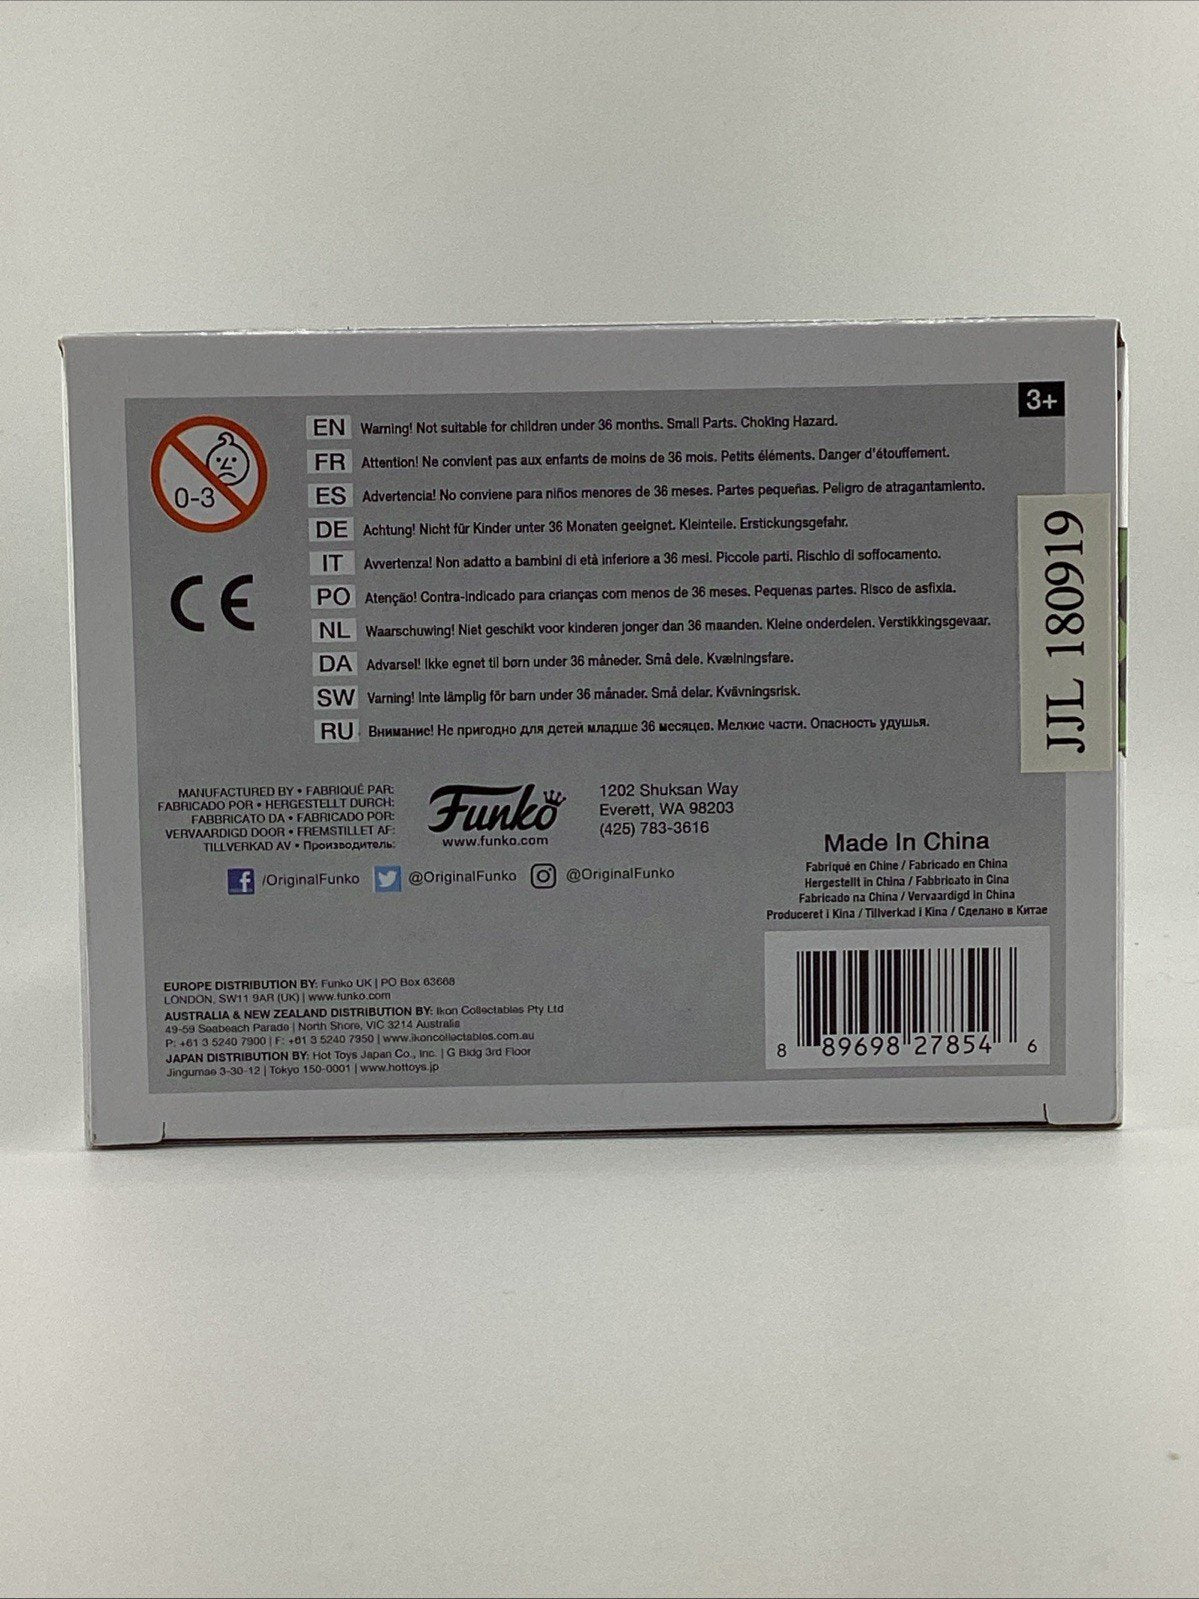 3+
0-3
EN Warning! Not suitable for children under 36 months. Small Parts. Choking Hazard.
FR Attention! Ne convient pas aux enfants de moins de 36 mois. Petits éléments. Danger d'étouffement.
ES Advertencia! No conviene para niños menores de 36 meses. Partes pequeñas. Peligro de atragantamiento.
DE Achtung! Nicht für Kinder unter 36 Monaten geeignet. Kleinteile. Erstickungsgefahr.
IT Avvertenza! Non adatto a bambini di età inferiore a 36 mesi. Piccole parti. Rischio di soffocamento.
PO Atenção! Contra-indicado para crianças com menos de 36 meses. Pequenas partes. Risco de asfixia.
NL Waarschuwing! Niet geschikt voor kinderen jonger dan 36 maanden. Kleine onderdelen. Verstikkingsgevaar.
DA Advarsel! Ikke egnet til børn under 36 måneder. Små dele. Kvælningsfare.
SW Varning! Inte lämplig för barn under 36 månader. Små delar. Kvävningsrisk.
RU Внимание! Не пригодно для детей младше 36 месяцев. Мелкие части. Опасность удушья.
CE
JJL 180919
MANUFACTURED BY • FABRIQUÉ PAR:
FABRICADO POR • HERGESTELLT DURCH:
FABBRICATO DA • FABRICADO POR:
VERVAARDIGD DOOR • FREMSTILLET AF:
TILLVERKAD AV • Производитель:
Funko
www.funko.com
1202 Shuksan Way
Everett, WA 98203
(425) 783-3616
/OriginalFunko @OriginalFunko @OriginalFunko
Made In China
Fabriqué en Chine / Fabricado en China
Hergestellt in China / Fabbricato in Cina
Fabricado na China / Vervaardigd in China
Produceret i Kina / Tillverkad i Kina / Сделано в Китае
EUROPE DISTRIBUTION BY: Funko UK | PO Box 63668
LONDON, SW11 9AR (UK) | www.funko.com
AUSTRALIA & NEW ZEALAND DISTRIBUTION BY: Ikon Collectables Pty Ltd
49-59 Seabeach Parade | North Shore, VIC 3214 Australia
P: +61 3 5240 7900 | F: +61 3 5240 7950 | www.ikoncollectables.com.au
JAPAN DISTRIBUTION BY: Hot Toys Japan Co., Inc. | G Bldg 3rd Floor
Jingumae 3-30-12 | Tokyo 150-0001 | www.hottoys.jp
8 89698 27854 6